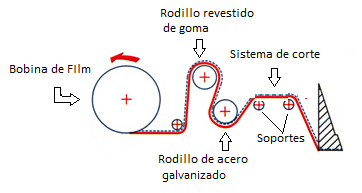 Rodillo revestido
de goma
Sistema de corte
Bobina de FIlm
Soportes
Rodillo de acero
galvanizado